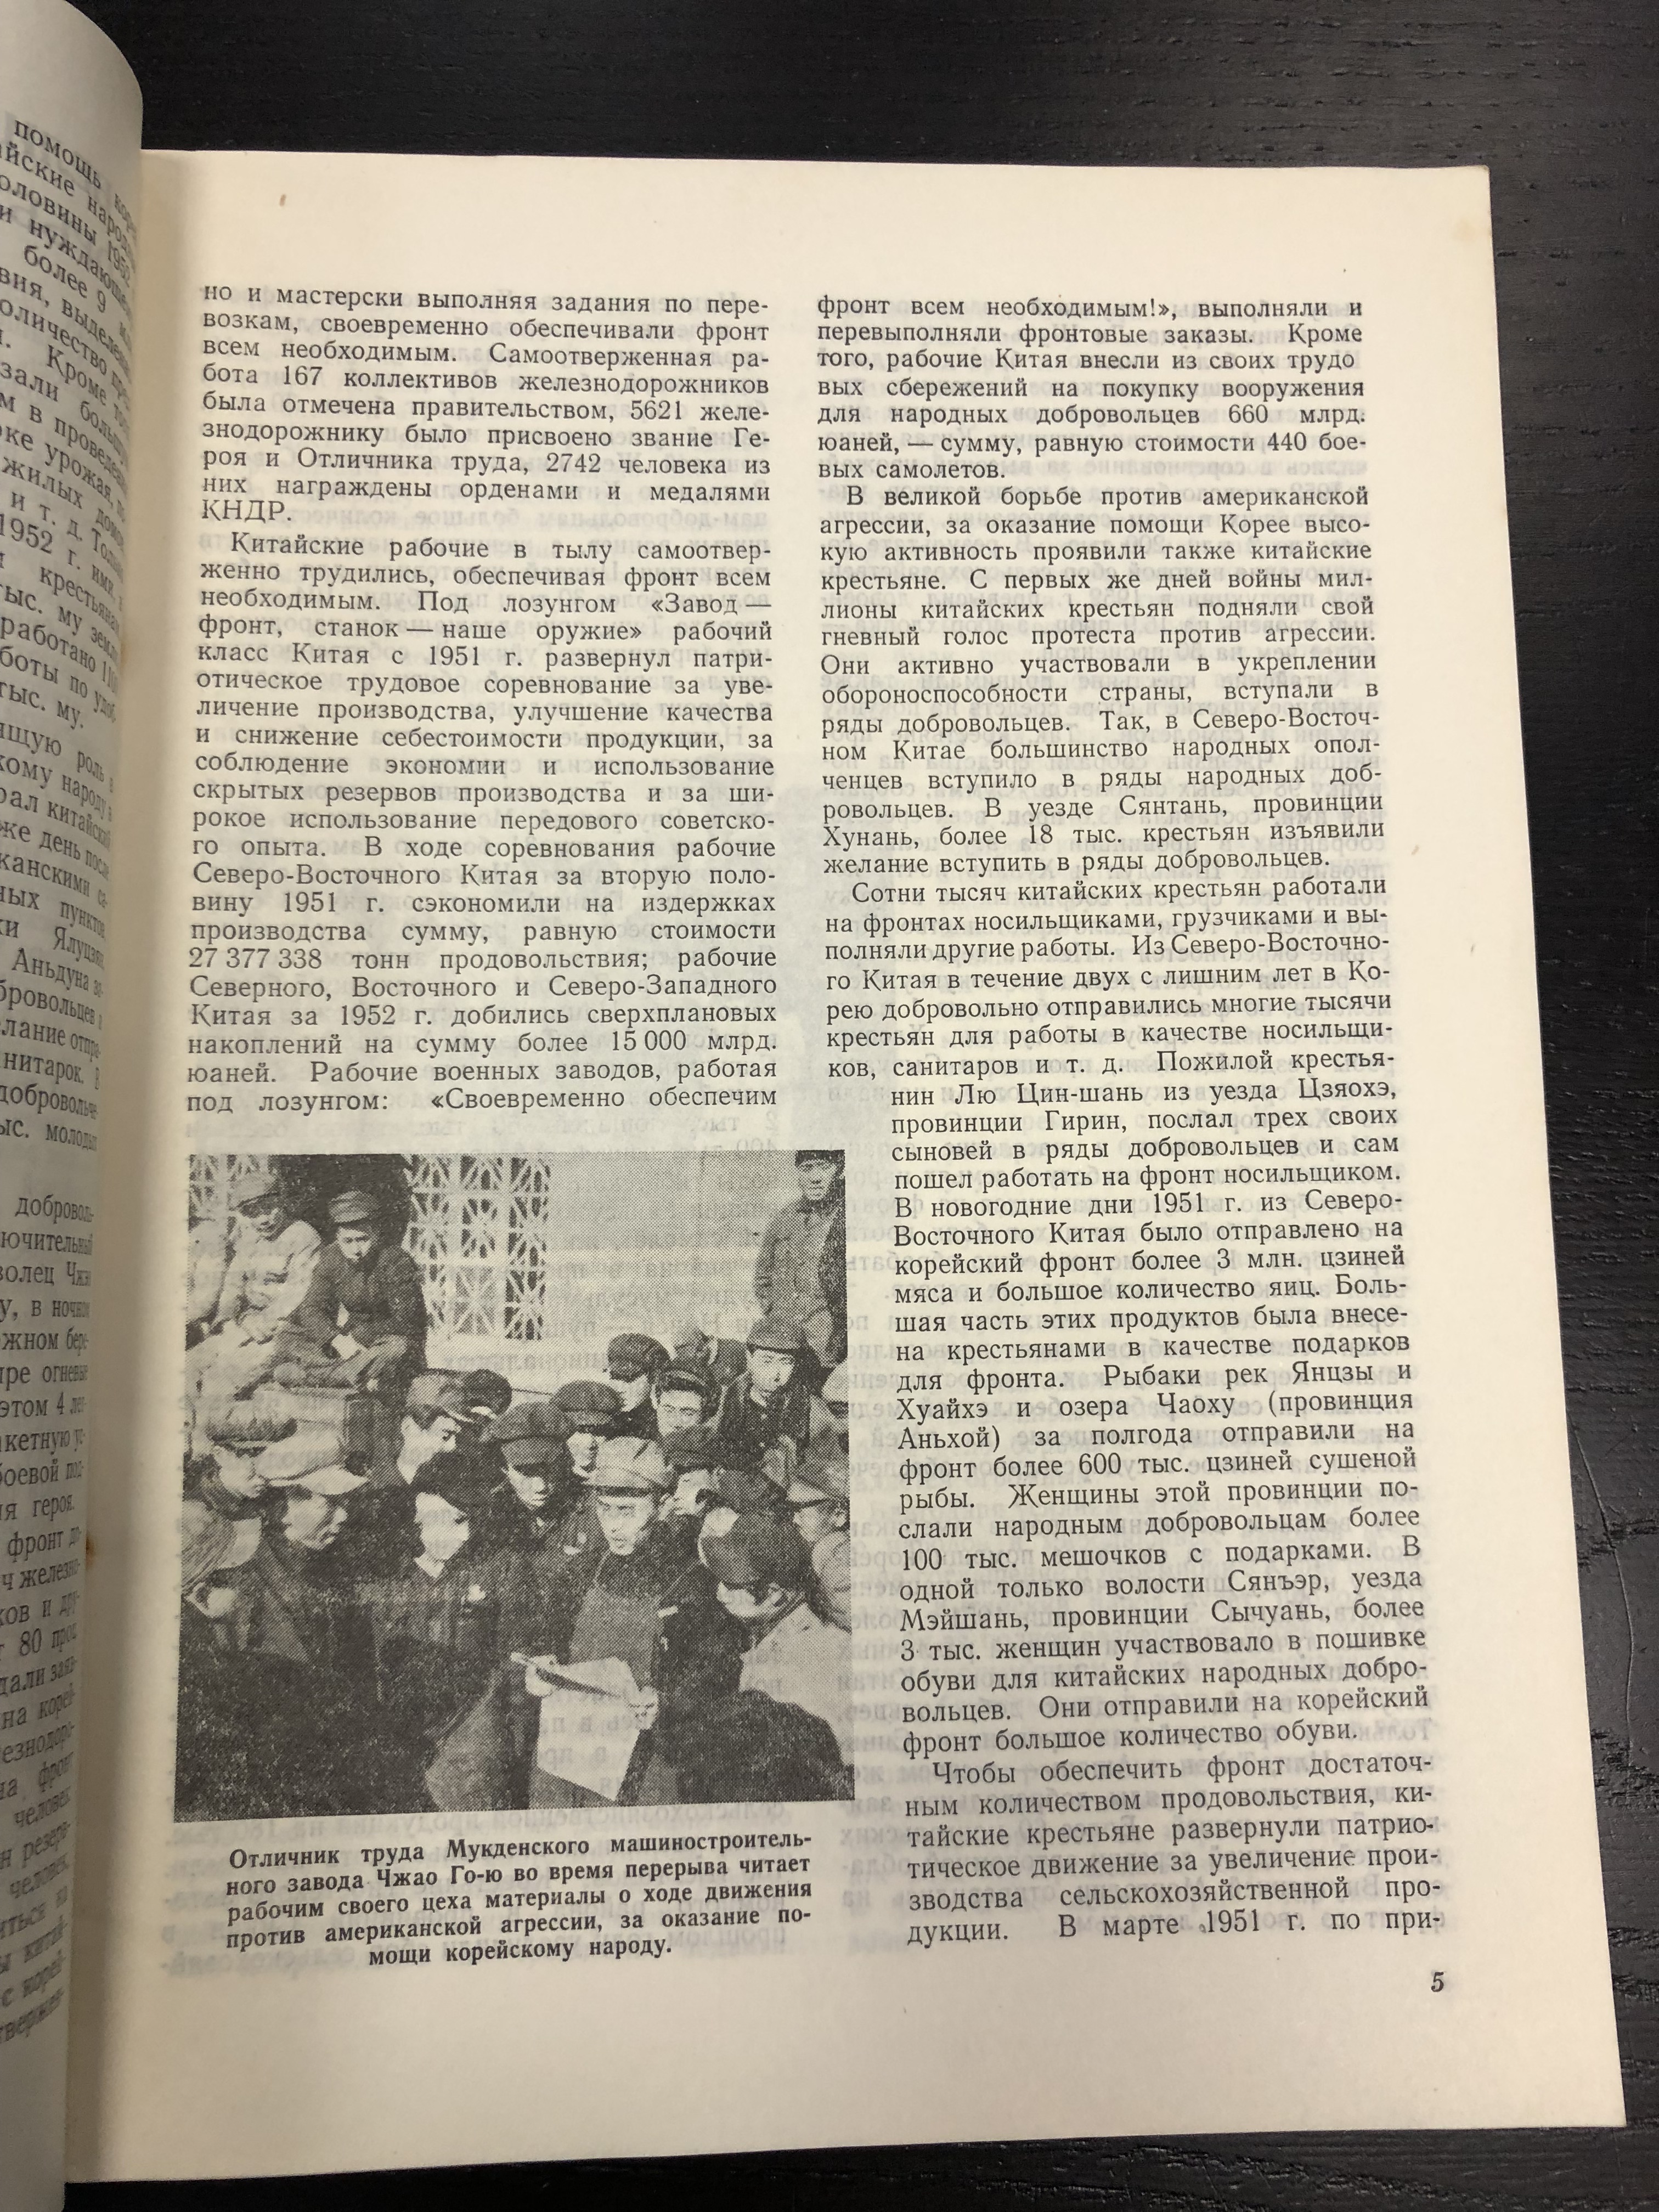 но и мастерски выполняя задания по пере-
возкам, своевременно обеспечивали фронт
всем необходимым. Самоотверженная ра-
бота 167 коллективов железнодорожников
была отмечена правительством, 5621 желе-
знодорожнику было присвоено звание Ге-
роя и Отличника труда, 2742 человека из
них награждены орденами и медалями
КНДР.
Китайские рабочие в тылу самоотвер-
женно трудились, обеспечивая фронт всем
необходимым. Под лозунгом «Завод —
фронт, станок — наше оружие» рабочий
класс Китая с 1951 г. развернул патри-
отическое трудовое соревнование за уве-
личение производства, улучшение качества
и снижение себестоимости продукции, за
соблюдение экономии и использование
скрытых резервов производства и за ши-
рокое использование передового советско-
го опыта. В ходе соревнования рабочие
Северо-Восточного Китая за вторую поло-
вину 1951 г. сэкономили на издержках
производства сумму, равную стоимости
27 377 338 тонн продовольствия; рабочие
Северного, Восточного и Северо-Западного
Китая за 1952 г. добились сверхплановых
накоплений на сумму более 15 000 млрд.
юаней. Рабочие военных заводов, работая
под лозунгом: «Своевременно обеспечим
Отличник труда Мукденского машиностроитель-
ного завода Чжао Го-ю во время перерыва читает
рабочим своего цеха материалы о ходе движения
против американской агрессии, за оказание по-
мощи корейскому народу.
фронт всем необходимым!», выполняли и
перевыполняли фронтовые заказы. Кроме
того, рабочие Китая внесли из своих трудо
вых сбережений на покупку вооружения
для народных добровольцев 660 млрд.
юаней, — сумму, равную стоимости 440 бое-
вых самолетов.
В великой борьбе против американской
агрессии, за оказание помощи Корее высо-
кую активность проявили также китайские
крестьяне. С первых же дней войны мил-
лионы китайских крестьян подняли свой
гневный голос протеста против агрессии.
Они активно участвовали в укреплении
обороноспособности страны, вступали в
ряды добровольцев. Так, в Северо-Восточ-
ном Китае большинство народных опол-
ченцев вступило в ряды народных доб-
ровольцев. В уезде Сянтань, провинции
Хунань, более 18 тыс. крестьян изъявили
желание вступить в ряды добровольцев.
Сотни тысяч китайских крестьян работали
на фронтах носильщиками, грузчиками и вы-
полняли другие работы. Из Северо-Восточно-
го Китая в течение двух с лишним лет в Ко-
рею добровольно отправились многие тысячи
крестьян для работы в качестве носильщи-
ков, санитаров и т. д. Пожилой крестья-
нин Лю Цин-шань из уезда Цзяохэ,
провинции Гирин, послал трех своих
сыновей в ряды добровольцев и сам
пошел работать на фронт носильщиком.
В новогодние дни 1951 г. из Северо-
Восточного Китая было отправлено на
корейский фронт более 3 млн. цзиней
мяса и большое количество яиц. Боль-
шая часть этих продуктов была внесе-
на крестьянами в качестве подарков
для фронта. Рыбаки рек Янцзы и
Хуайхэ и озера Чаоху (провинция
Аньхой) за полгода отправили на
фронт более 600 тыс. цзиней сушеной
рыбы. Женщины этой провинции по-
слали народным добровольцам более
100 тыс. мешочков с подарками. В
одной только волости Сянъэр, уезда
Мэйшань, провинции Сычуань, более
3 тыс. женщин участвовало в пошивке
обуви для китайских народных добро-
вольцев. Они отправили на корейский
фронт большое количество обуви.
Чтобы обеспечить фронт достаточ-
ным количеством продовольствия, ки-
тайские крестьяне развернули патрио-
тическое движение за увеличение прои-
зводства сельскохозяйственной про-
дукции. В марте 1951 г. по при-
5